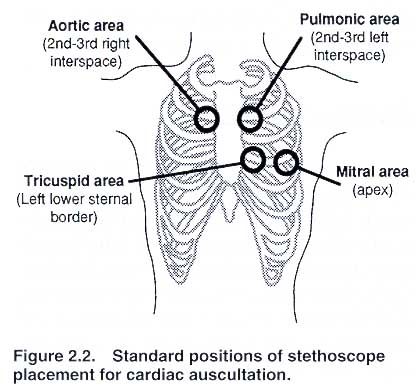 Aortic area
(2nd-3rd right
interspace)
Pulmonic area
(2nd-3rd left
interspace)
Tricuspid area
(Left lower sternal
border)
Mitral area
(apex)
Figure 2.2. Standard positions of stethoscope
placement for cardiac auscultation.